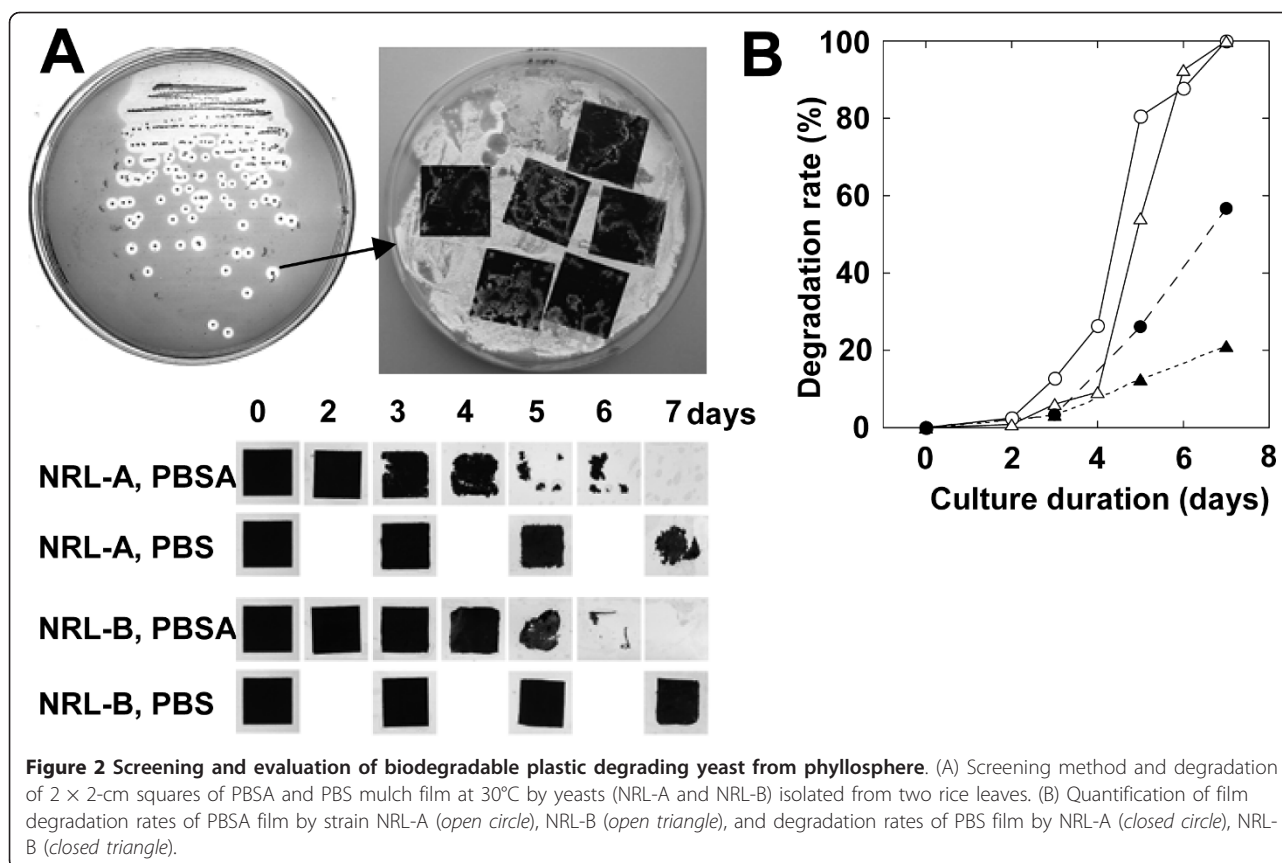 A
B
100
80
60
40
20
0
Degradation rate (%)
0 2 4 6 8
Culture duration (days)
0 2 3 4 5 6 7 days
NRL-A, PBSA
NRL-A, PBS
NRL-B, PBSA
NRL-B, PBS
Figure 2 Screening and evaluation of biodegradable plastic degrading yeast from phyllosphere. (A) Screening method and degradation
of 2 × 2-cm squares of PBSA and PBS mulch film at 30°C by yeasts (NRL-A and NRL-B) isolated from two rice leaves. (B) Quantification of film
degradation rates of PBSA film by strain NRL-A (open circle), NRL-B (open triangle), and degradation rates of PBS film by NRL-A (closed circle), NRL-
B (closed triangle).